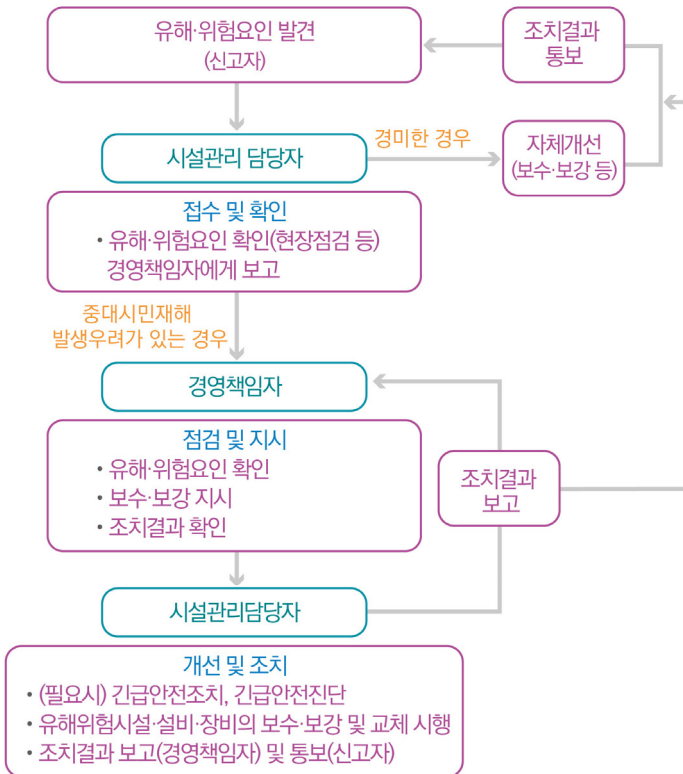 유해·위험요인 발견
(신고자)
조치결과
통보
시설관리 담당자
경미한 경우
자체개선
(보수·보강 등)
접수 및 확인
• 유해·위험요인 확인(현장점검 등)
경영책임자에게 보고
중대시민재해
발생우려가 있는 경우
경영책임자
점검 및 지시
• 유해·위험요인 확인
• 보수·보강 지시
• 조치결과 확인
조치결과
보고
시설관리담당자
개선 및 조치
• (필요시) 긴급안전조치, 긴급안전진단
• 유해위험시설·설비·장비의 보수·보강 및 교체 시행
• 조치결과 보고(경영책임자) 및 통보(신고자)